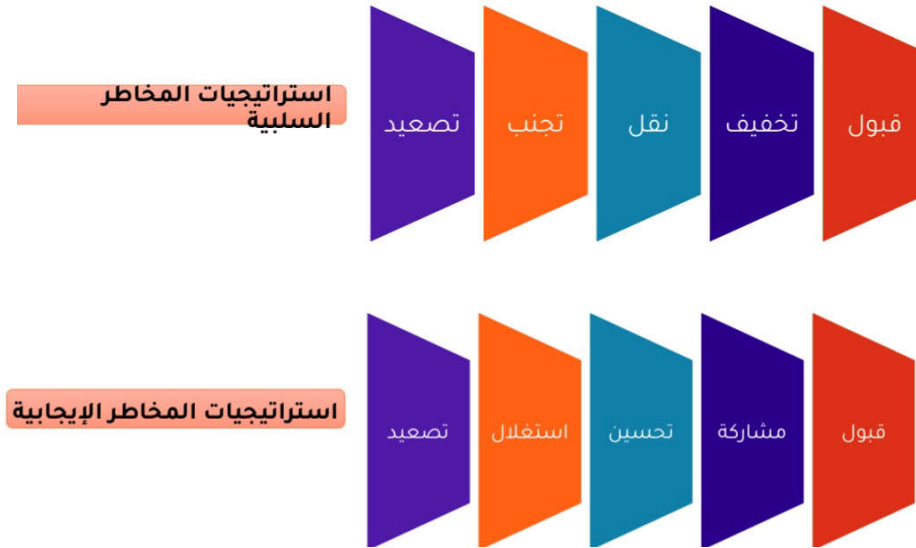 استراتيجيات المخاطر
السلبية
تصعيد
تجنب
نقل
تخفيف
قبول
استراتيجيات المخاطر الإيجابية
تصعيد
استغلال
تحسين
مشاركة
قبول